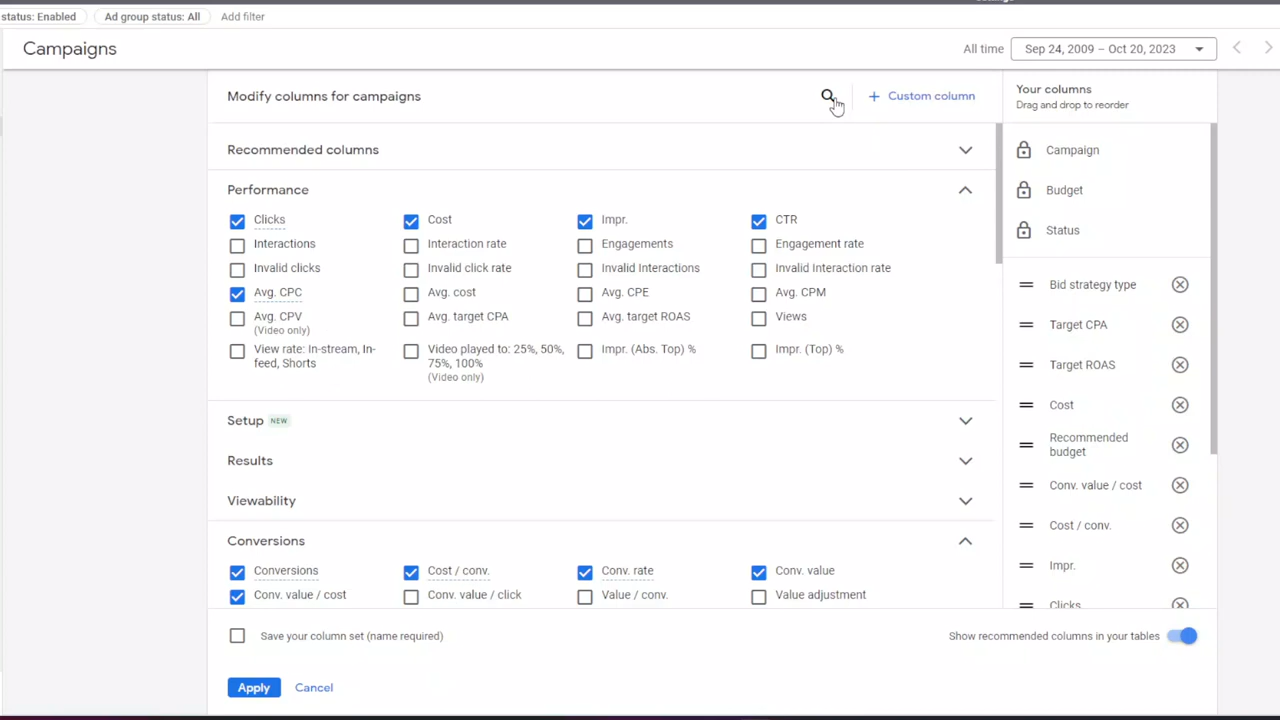 status: Enabled
Ad group status: All
Add filter
Campaigns
All time
Sep 24, 2009 – Oct 20, 2023
Modify columns for campaigns
+ Custom column
Your columns
Drag and drop to reorder
Recommended columns
Performance
Clicks
Cost
Impr.
CTR
Interactions
Interaction rate
Engagements
Engagement rate
Invalid clicks
Invalid click rate
Invalid Interactions
Invalid Interaction rate
Avg. CPC
Avg. cost
Avg. CPE
Avg. CPM
Avg. CPV
(Video only)
Avg. target CPA
Avg. target ROAS
Views
View rate: In-stream, In-
feed, Shorts
Video played to: 25%, 50%,
75%, 100%
(Video only)
Impr. (Abs. Top) %
Impr. (Top) %
Setup NEW
Results
Viewability
Conversions
Conversions
Cost / conv.
Conv. rate
Conv. value
Conv. value / cost
Conv. value / click
Value / conv.
Value adjustment
Campaign
Budget
Status
Bid strategy type
Target CPA
Target ROAS
Cost
Recommended
budget
Conv. value / cost
Cost / conv.
Impr.
Clicks
Save your column set (name required)
Show recommended columns in your tables
Apply
Cancel